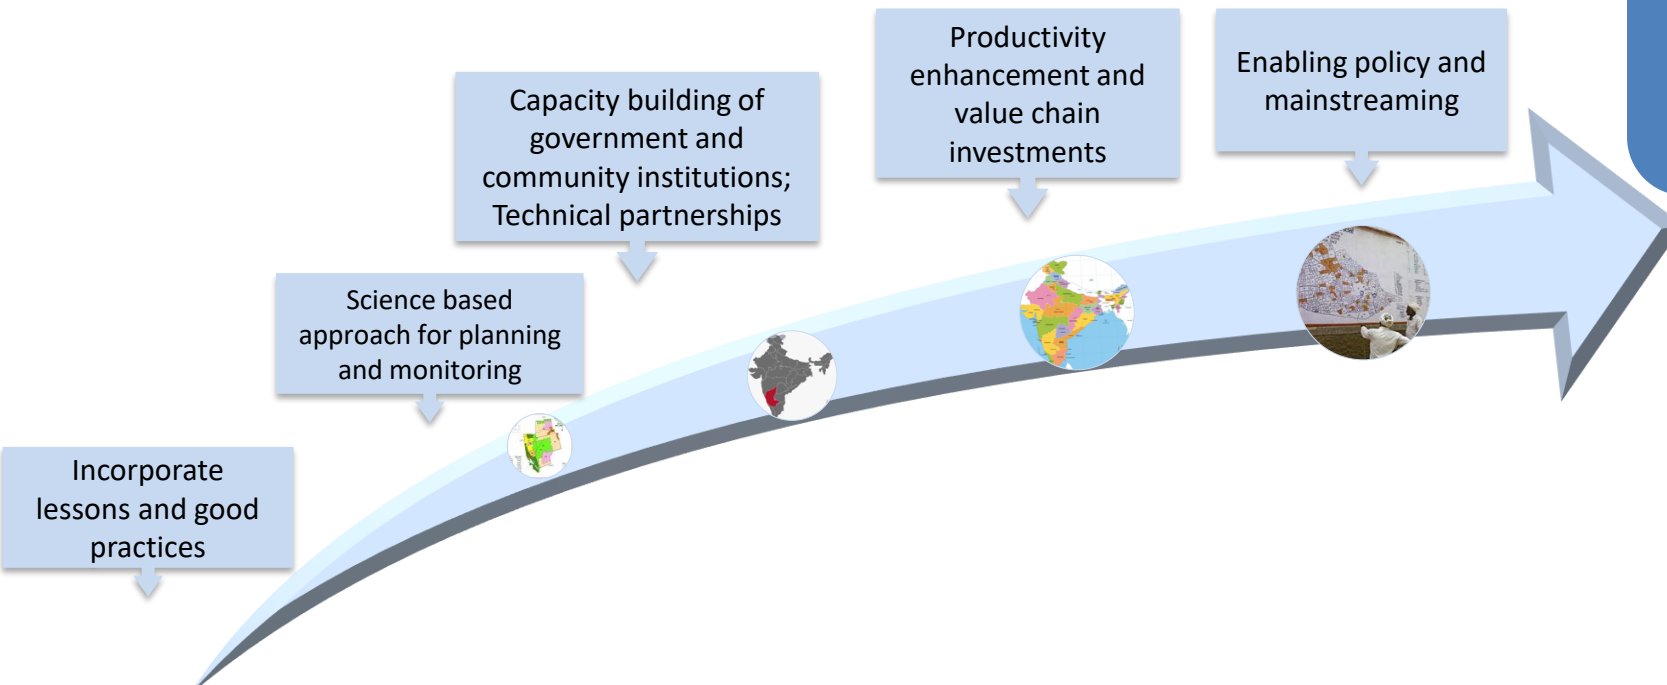 Incorporate
lessons and good
practices
Science based
approach for planning
and monitoring
Capacity building of
government and
community institutions;
Technical partnerships
Productivity
enhancement and
value chain
investments
Enabling policy and
mainstreaming